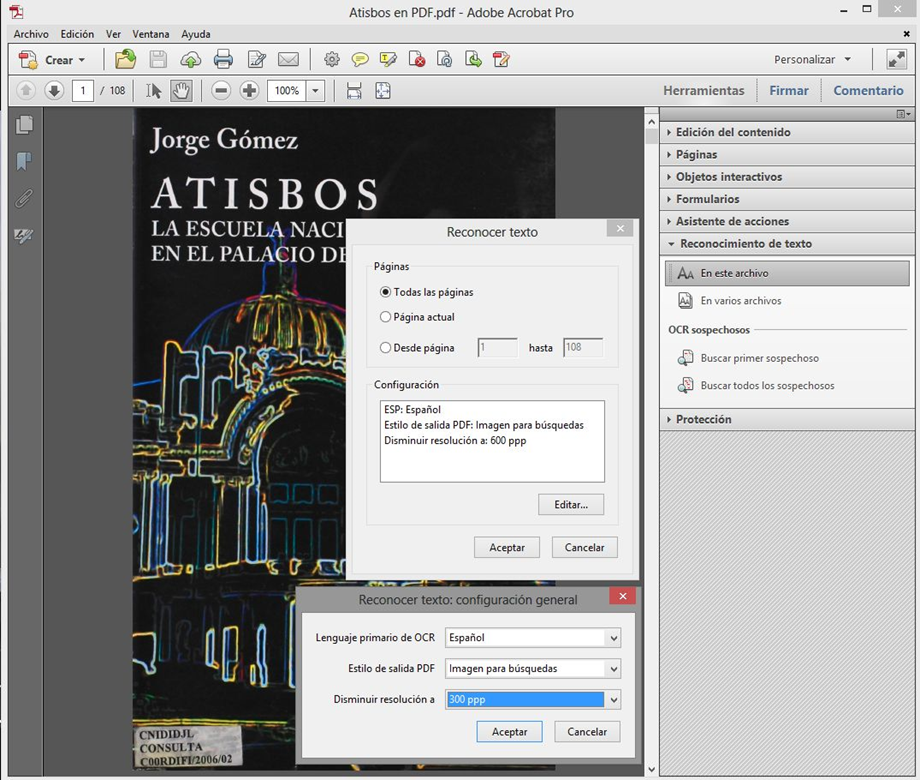 Atisbos en PDF.pdf - Adobe Acrobat Pro
Archivo Edición Ver Ventana Ayuda
Crear
Personalizar
1 / 108
100%
Herramientas Firmar Comentario
Edición del contenido
Páginas
Objetos interactivos
Formularios
Asistente de acciones
Reconocimiento de texto
En este archivo
En varios archivos
OCR sospechosos
Buscar primer sospechoso
Buscar todos los sospechosos
Protección
Jorge Gómez
ATISBOS
LA ESCUELA NACI
EN EL PALACIO DE
CNIDIDJL
CONSULTA
C00RDIFI/2006/02
Reconocer texto
Páginas
Todas las páginas
Página actual
Desde página 1 hasta 108
Configuración
ESP: Español
Estilo de salida PDF: Imagen para búsquedas
Disminuir resolución a: 600 ppp
Editar...
Aceptar Cancelar
Reconocer texto: configuración general
Lenguaje primario de OCR Español
Estilo de salida PDF Imagen para búsquedas
Disminuir resolución a 300 ppp
Aceptar Cancelar